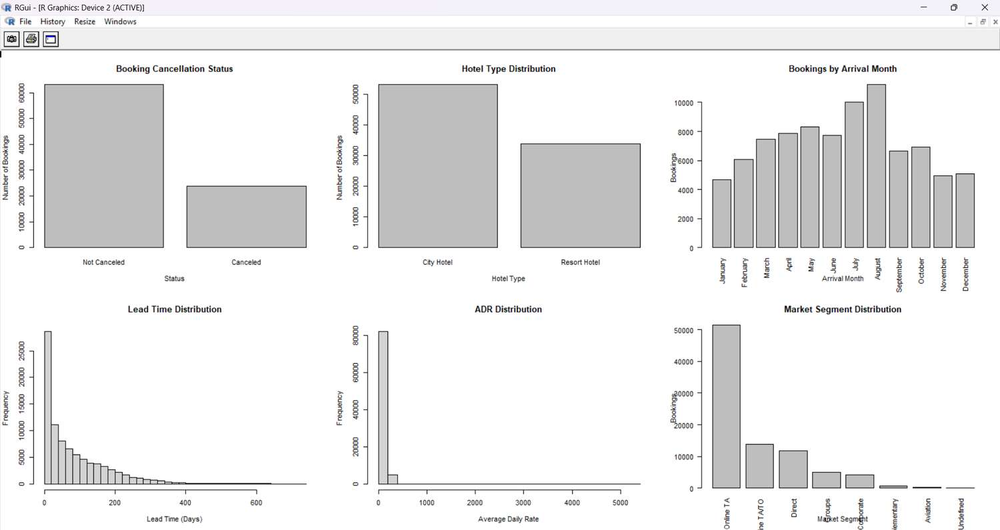 RGui - [R Graphics: Device 2 (ACTIVE)]
File History Resize Windows
Booking Cancellation Status
Number of Bookings
0 10000 20000 30000 40000 50000 60000
Not Canceled Canceled
Status
Hotel Type Distribution
Number of Bookings
0 10000 20000 30000 40000 50000
City Hotel Resort Hotel
Hotel Type
Bookings by Arrival Month
Bookings
10000
8000
6000
4000
2000
0
January February March April May June July August September October November December
Arrival Month
Lead Time Distribution
Frequency
0 5000 10000 15000 20000 25000
0 200 400 600
Lead Time (Days)
ADR Distribution
Frequency
0 20000 40000 60000 80000
0 1000 2000 3000 4000 5000
Average Daily Rate
Market Segment Distribution
Bookings
50000
40000
30000
20000
10000
0
Online TA ine TA/TO Direct Groups Corporate lementary Aviation Undefined
Market Segment